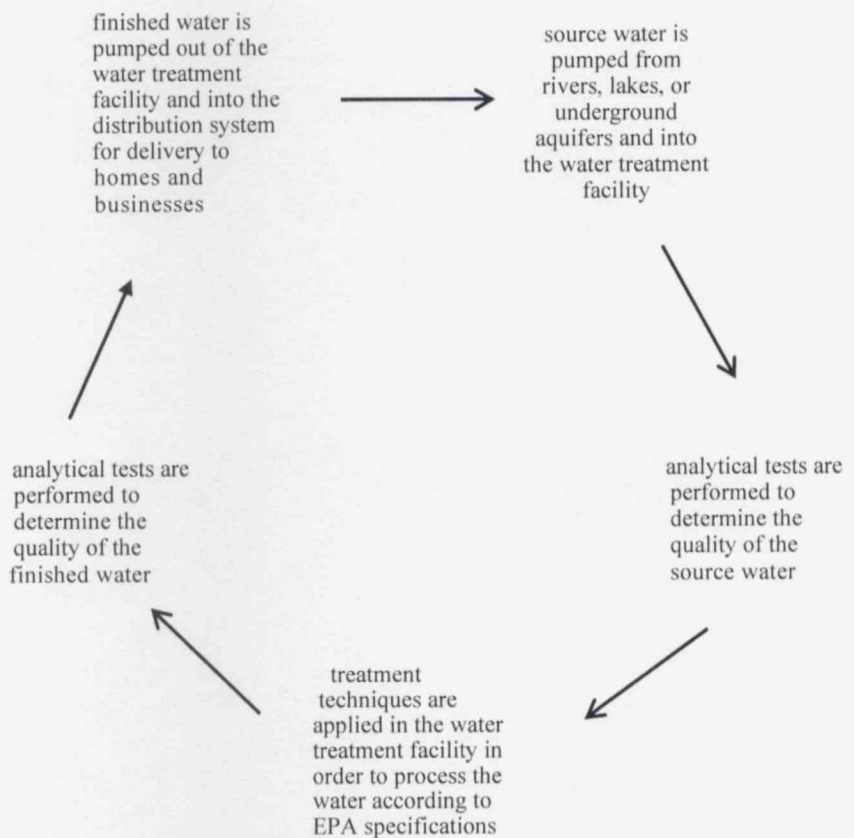 finished water is
pumped out of the
water treatment
facility and into the
distribution system
for delivery to
homes and
businesses
source water is
pumped from
rivers, lakes, or
underground
aquifers and into
the water treatment
facility
analytical tests are
performed to
determine the
quality of the
source water
treatment
techniques are
applied in the water
treatment facility in
order to process the
water according to
EPA specifications
analytical tests are
performed to
determine the
quality of the
finished water